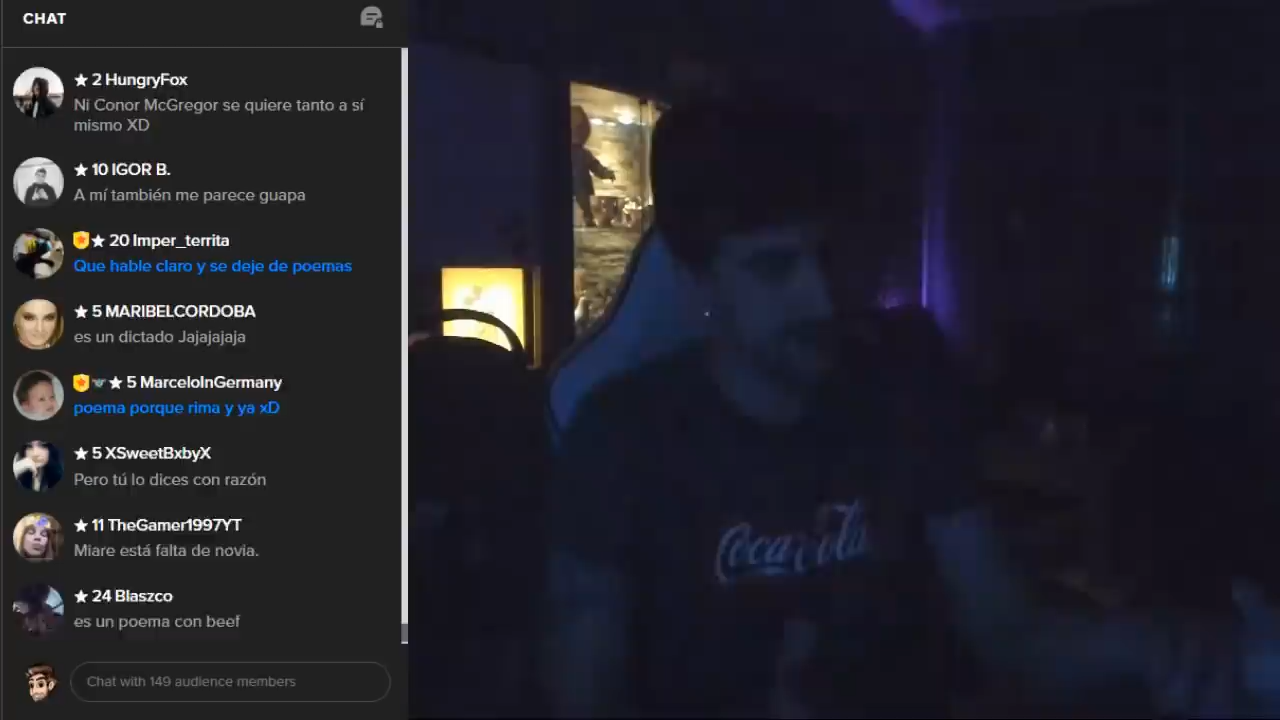 CHAT
2 HungryFox
Ni Conor McGregor se quiere tanto a sí
mismo XD
10 IGOR B.
A mí también me parece guapa
20 Imper_territa
Que hable claro y se deje de poemas
5 MARIBELCORDOBA
es un dictado Jajajajaja
5 MarceloInGermany
poema porque rima y ya xD
5 XSweetBxbyX
Pero tú lo dices con razón
11 TheGamer1997YT
Miare está falta de novia.
24 Blaszco
es un poema con beef
Chat with 149 audience members
Coca Cola